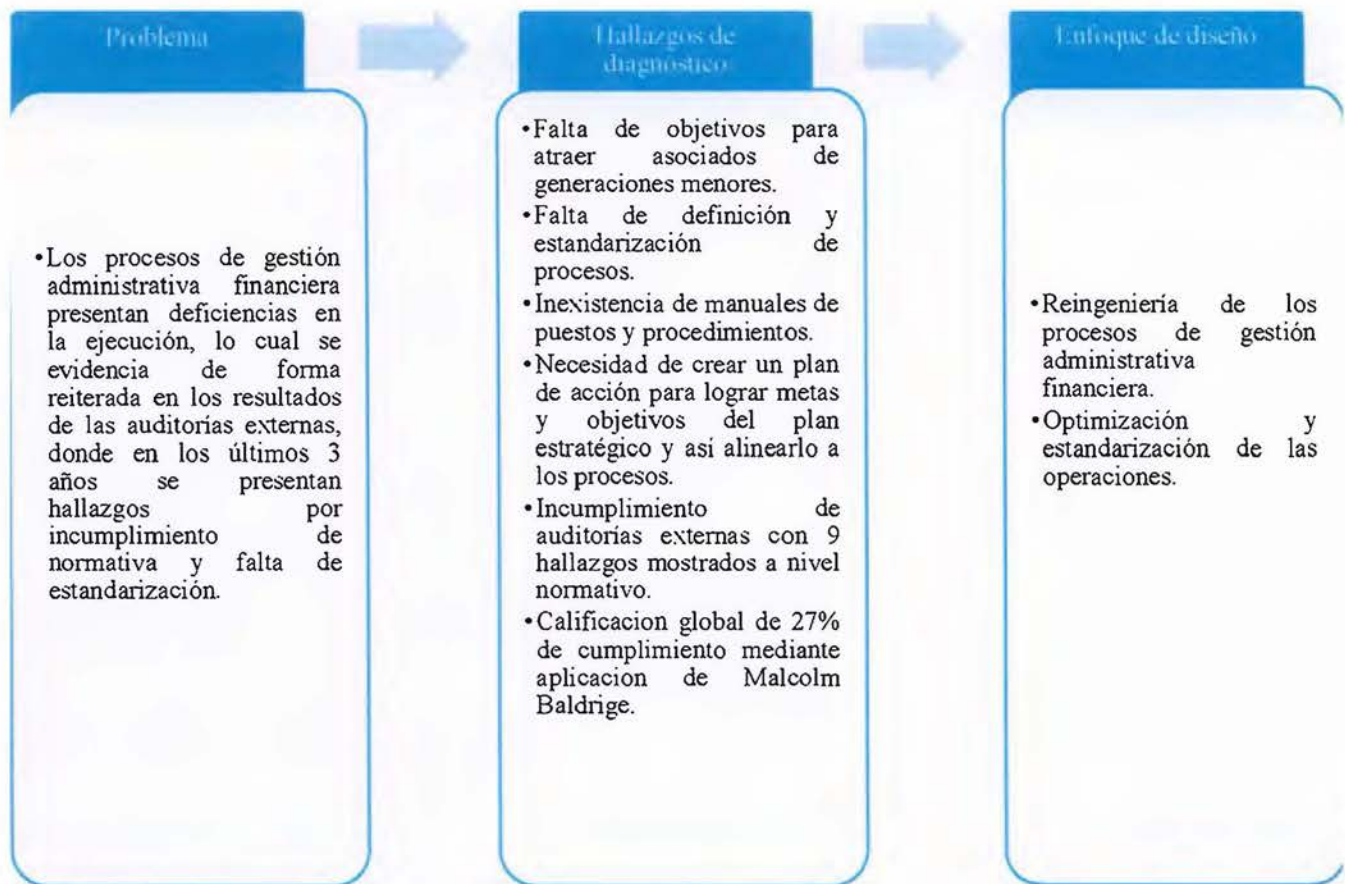 Problema
•Los procesos de gestión
administrativa financiera
presentan deficiencias en
la ejecución, lo cual se
evidencia de forma
reiterada en los resultados
de las auditorías externas,
donde en los últimos 3
años se presentan
hallazgos por
incumplimiento de
normativa y falta de
estandarización.
Hallazgos de
diagnóstico
•Falta de objetivos para
atraer asociados de
generaciones menores.
•Falta de definición y
estandarización de
procesos.
•Inexistencia de manuales de
puestos y procedimientos.
•Necesidad de crear un plan
de acción para lograr metas
y objetivos del plan
estratégico y así alinearlo a
los procesos.
•Incumplimiento de
auditorías externas con 9
hallazgos mostrados a nivel
normativo.
•Calificacion global de 27%
de cumplimiento mediante
aplicacion de Malcolm
Baldrige.
Enfoque de diseño
•Reingeniería de los
procesos de gestión
administrativa
financiera.
•Optimización y
estandarización de las
operaciones.